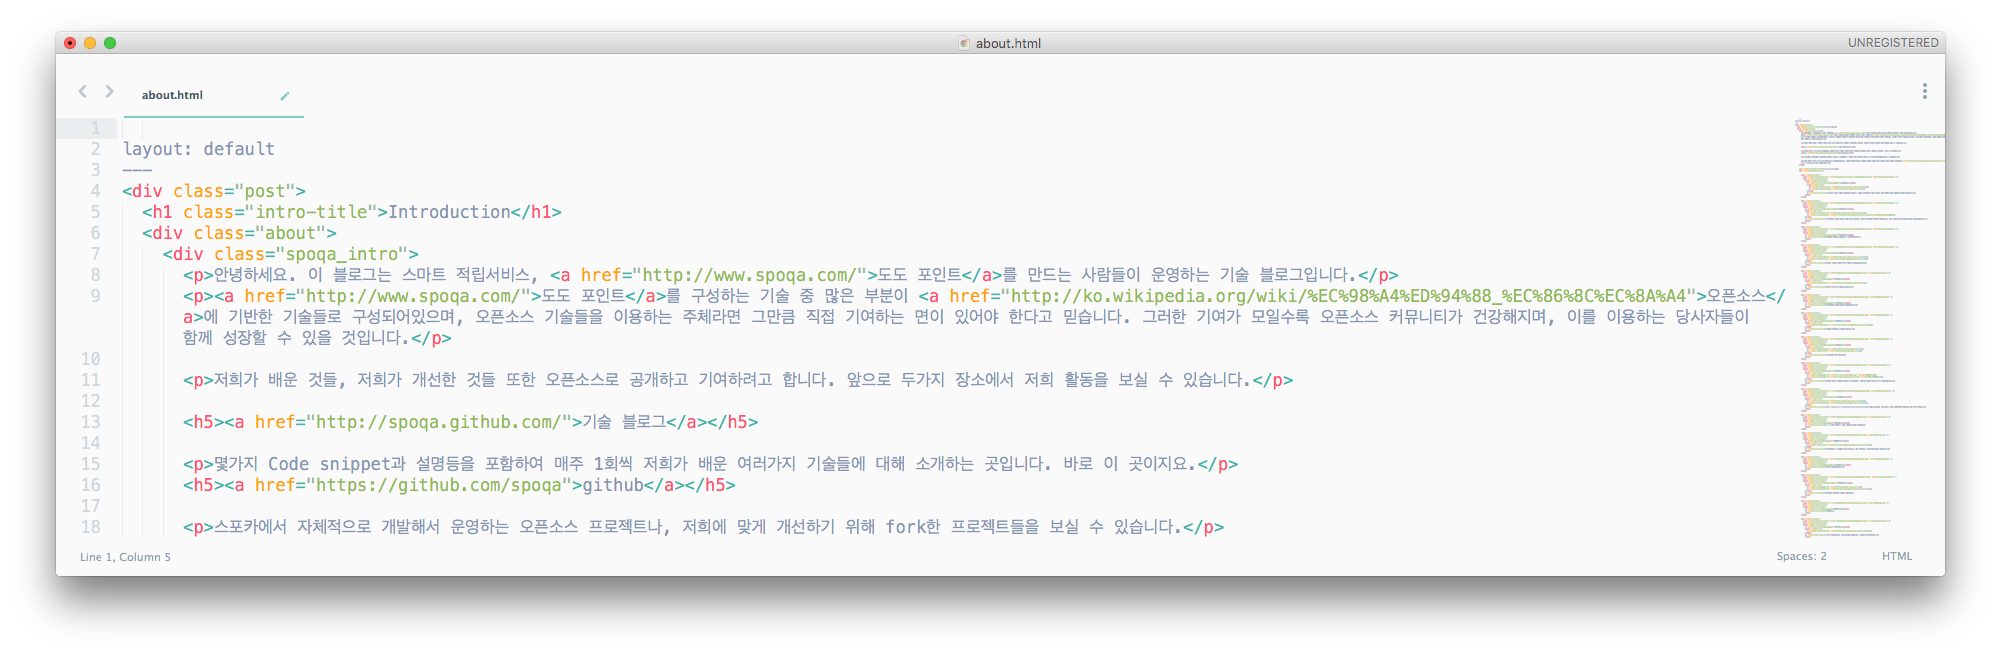 about.html
UNREGISTERED
about.html
1
2 layout: default
3 ---
4 <div class="post">
5 <h1 class="intro-title">Introduction</h1>
6 <div class="about">
7 <div class="spoqa_intro">
8 <p>안녕하세요. 이 블로그는 스마트 적립서비스, <a href="http://www.spoqa.com/">도도 포인트</a>를 만드는 사람들이 운영하는 기술 블로그입니다.</p>
9 <p><a href="http://www.spoqa.com/">도도 포인트</a>를 구성하는 기술 중 많은 부분이 <a href="http://ko.wikipedia.org/wiki/%EC%98%A4%ED%94%88_%EC%86%8C%EC%8A%A4">오픈소스</
a>에 기반한 기술들로 구성되어있으며, 오픈소스 기술들을 이용하는 주체라면 그만큼 직접 기여하는 면이 있어야 한다고 믿습니다. 그러한 기여가 모일수록 오픈소스 커뮤니티가 건강해지며, 이를 이용하는 당사자들이
함께 성장할 수 있을 것입니다.</p>
10
11 <p>저희가 배운 것들, 저희가 개선한 것들 또한 오픈소스로 공개하고 기여하려고 합니다. 앞으로 두가지 장소에서 저희 활동을 보실 수 있습니다.</p>
12
13 <h5><a href="http://spoqa.github.com/">기술 블로그</a></h5>
14
15 <p>몇가지 Code snippet과 설명등을 포함하여 매주 1회씩 저희가 배운 여러가지 기술들에 대해 소개하는 곳입니다. 바로 이 곳이지요.</p>
16 <h5><a href="https://github.com/spoqa">github</a></h5>
17
18 <p>스포카에서 자체적으로 개발해서 운영하는 오픈소스 프로젝트나, 저희에 맞게 개선하기 위해 fork한 프로젝트들을 보실 수 있습니다.</p>
Line 1, Column 5
Spaces: 2
HTML